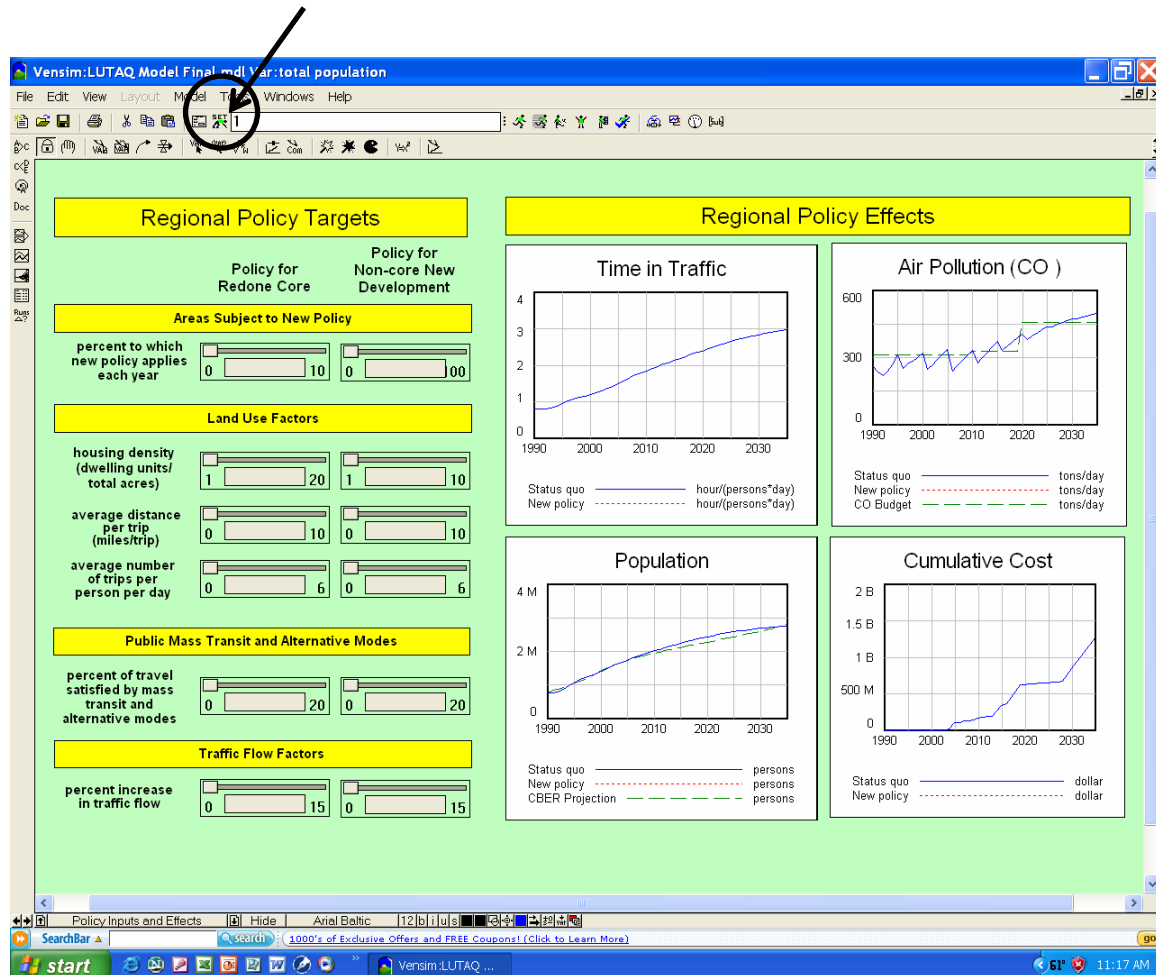 Vensim:LUTAQ Model Final.mdl Var:total population
File Edit View Layout Model Tools Windows Help
SET 1
Doc
Runs
Regional Policy Targets
Policy for
Redone Core
Policy for
Non-core New
Development
Areas Subject to New Policy
percent to which
new policy applies
each year
0 10 0 100
Land Use Factors
housing density
(dwelling units/
total acres)
1 20 1 10
average distance
per trip
(miles/trip)
0 10 0 10
average number
of trips per
person per day
0 6 0 6
Public Mass Transit and Alternative Modes
percent of travel
satisfied by mass
transit and
alternative modes
0 20 0 20
Traffic Flow Factors
percent increase
in traffic flow
0 15 0 15
Regional Policy Effects
Time in Traffic
4
3
2
1
0
1990 2000 2010 2020 2030
Status quo hour/(persons*day)
New policy hour/(persons*day)
Air Pollution (CO )
600
300
0
1990 2000 2010 2020 2030
Status quo tons/day
New policy tons/day
CO Budget tons/day
Population
4 M
2 M
0
1990 2000 2010 2020 2030
Status quo persons
New policy persons
CBER Projection persons
Cumulative Cost
2 B
1.5 B
1 B
500 M
0
1990 2000 2010 2020 2030
Status quo dollar
New policy dollar
Policy Inputs and Effects Hide Arial Baltic 12 b i u s
SearchBar search 1000's of Exclusive Offers and FREE Coupons! (Click to Learn More) go
start Vensim:LUTAQ ... 61° 11:17 AM